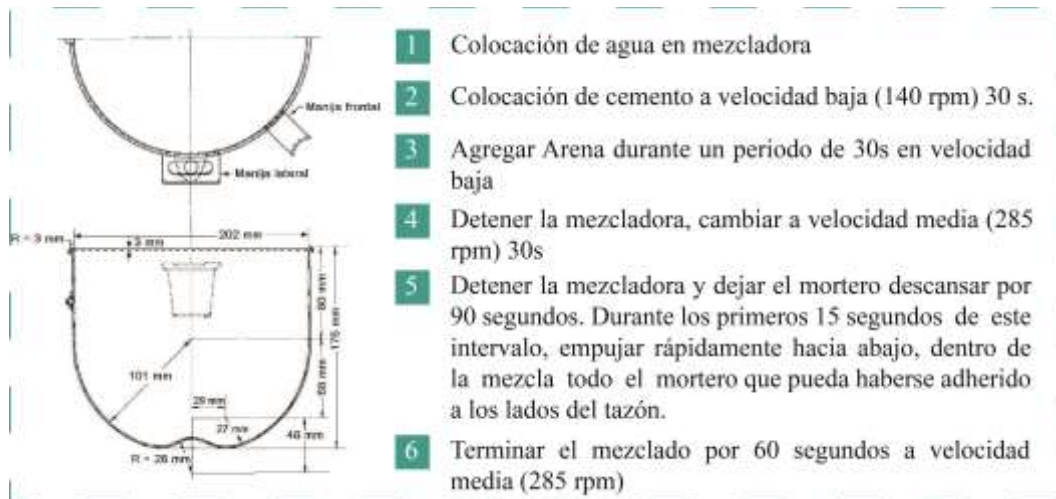 Manija frontal
Manija lateral
R = 3 mm
3 mm
202 mm
80 mm
176 mm
88 mm
101 mm
29 mm
27 mm
46 mm
R = 26 mm
1 Colocación de agua en mezcladora
2 Colocación de cemento a velocidad baja (140 rpm) 30 s.
3 Agregar Arena durante un periodo de 30s en velocidad
baja
4 Detener la mezcladora, cambiar a velocidad media (285
rpm) 30s
5 Detener la mezcladora y dejar el mortero descansar por
90 segundos. Durante los primeros 15 segundos de este
intervalo, empujar rápidamente hacia abajo, dentro de
la mezcla todo el mortero que pueda haberse adherido
a los lados del tazón.
6 Terminar el mezclado por 60 segundos a velocidad
media (285 rpm)